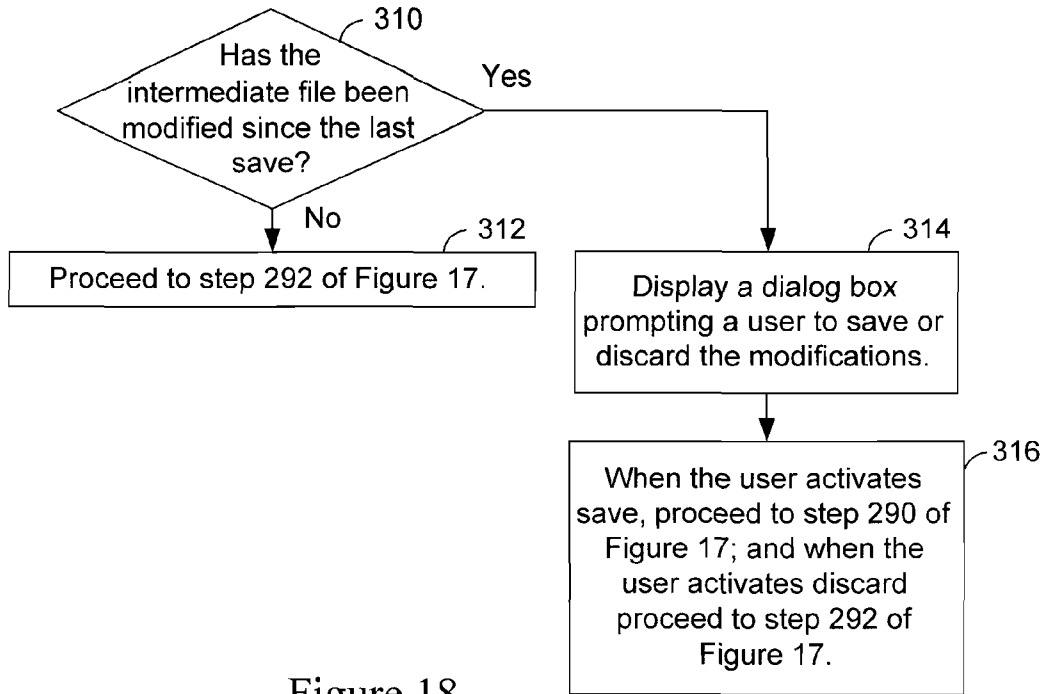 310
Has the
intermediate file been
modified since the last
save?
Yes
No
312
Proceed to step 292 of Figure 17.
314
Display a dialog box
prompting a user to save or
discard the modifications.
316
When the user activates
save, proceed to step 290 of
Figure 17; and when the
user activates discard
proceed to step 292 of
Figure 17.
Figure 18